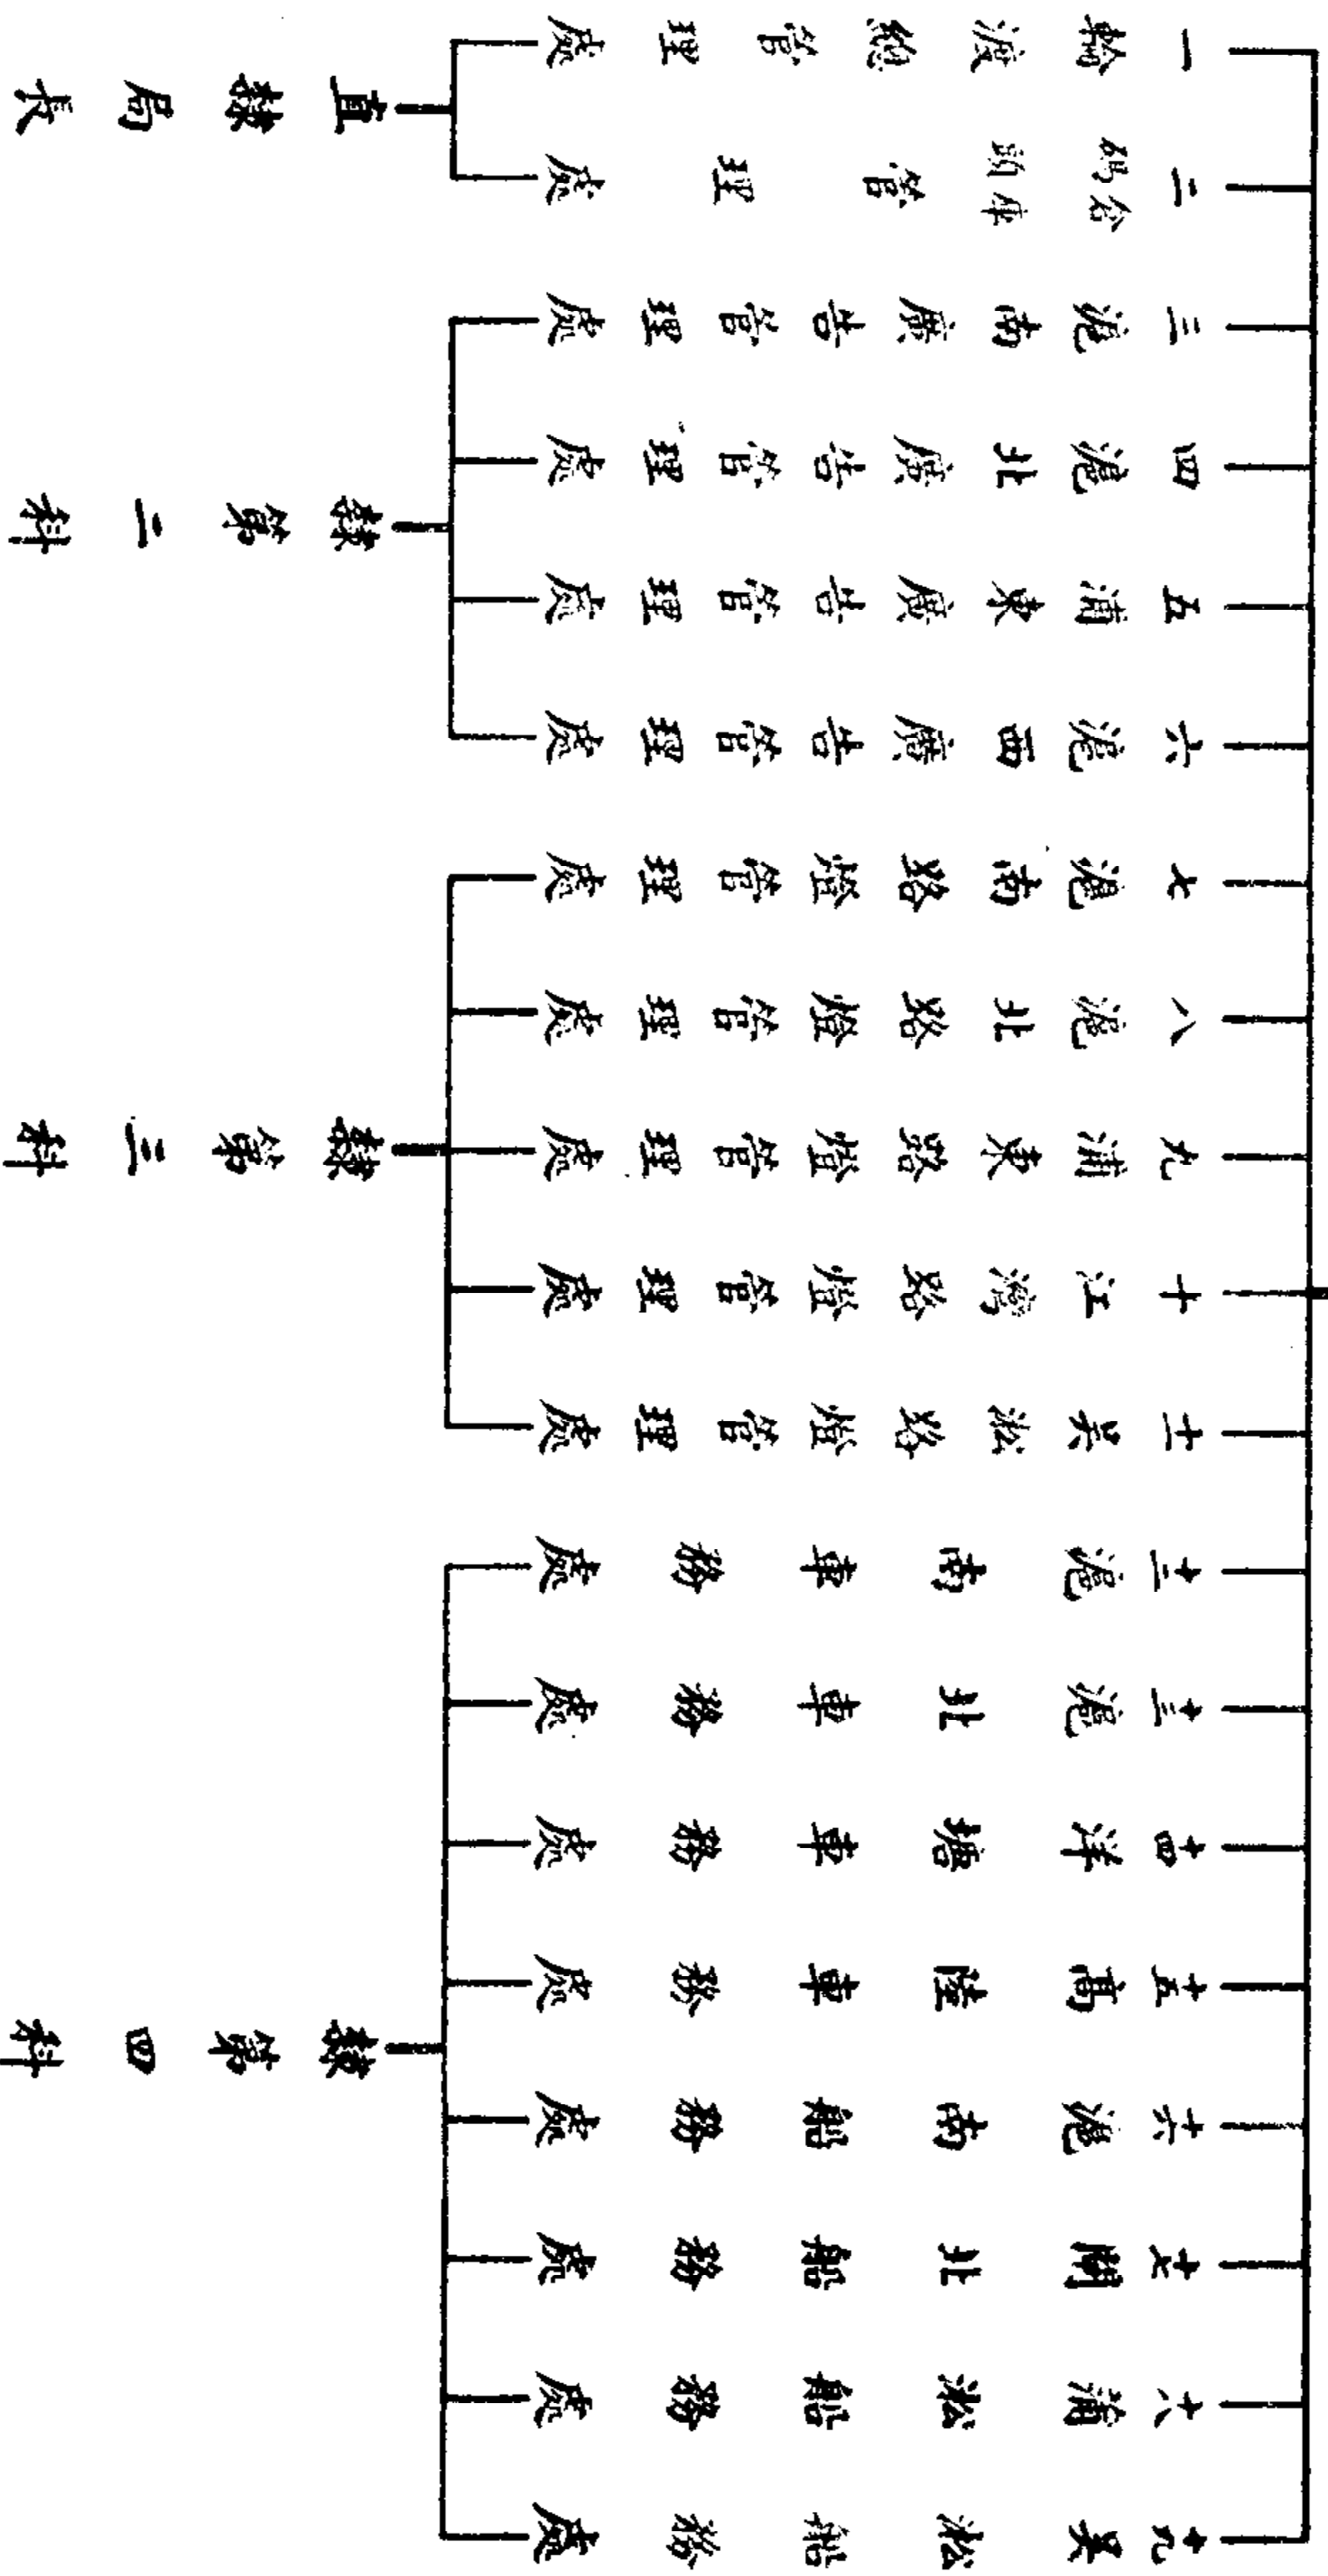 一輪渡總管理處
二碼頭倉庫管理處
三滬南廣告管理處
四滬北廣告管理處
五浦東廣告管理處
六滬西廣告管理處
七滬南路燈管理處
八滬北路燈管理處
九浦東路燈管理處
十江灣路燈管理處
十一吳淞路燈管理處
十二滬南車務處
十三滬北車務處
十四洋塘車務處
十五高陸車務處
十六滬南船務處
十七閘北船務處
十八浦淞船務處
十九吳淞船務處
直隸局長
隸第二科
隸第三科
隸第四科